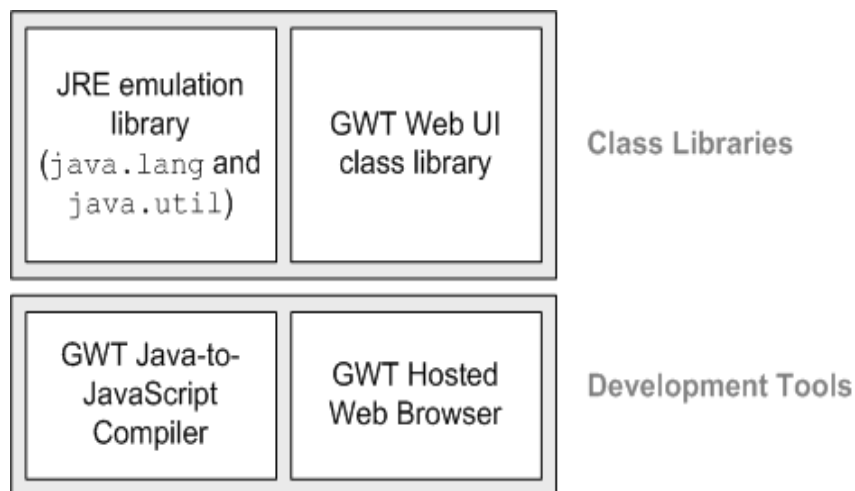 JRE emulation
library
(java.lang and
java.util)
GWT Web UI
class library
Class Libraries
GWT Java-to-
JavaScript
Compiler
GWT Hosted
Web Browser
Development Tools